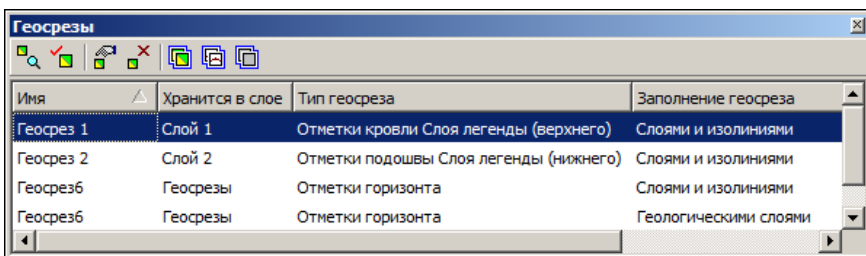 Геосрезы
Имя Хранится в слое Тип геосреза Заполнение геосреза
Геосрез 1 Слой 1 Отметки кровли Слоя легенды (верхнего) Слоями и изолиниями
Геосрез 2 Слой 2 Отметки подошвы Слоя легенды (нижнего) Слоями и изолиниями
Геосрез6 Геосрезы Отметки горизонта Слоями и изолиниями
Геосрез6 Геосрезы Отметки горизонта Геологическими слоями